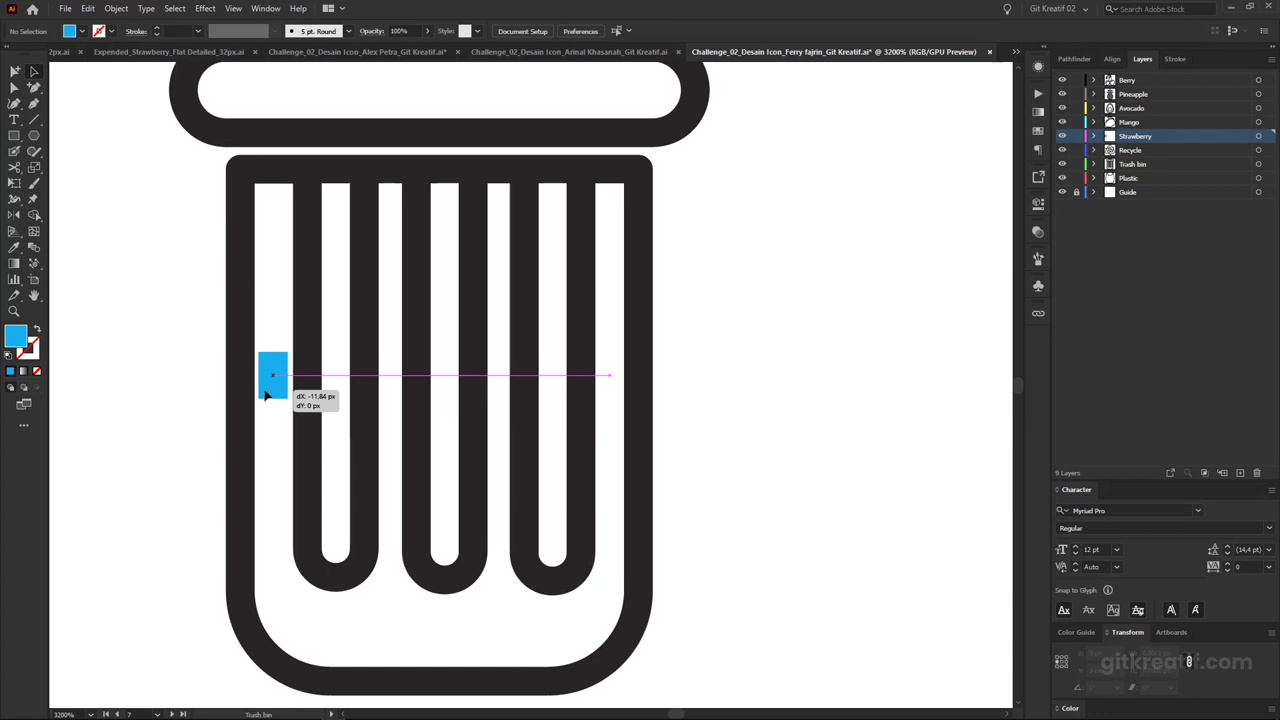 Ai File Edit Object Type Select Effect View Window Help Git Kreatif 02 Search Adobe Stock
No Selection Stroke: 5 pt. Round Opacity: 100% Style: Document Setup Preferences
2px.ai × Expended_Strawberry_Flat Detailed_32px.ai × Challenge_02_Desain Icon_Alex Petra_Git Kreatif.ai* × Challenge_02_Desain Icon_Arinal Khasanah_Git Kreatif.ai × Challenge_02_Desain Icon_Ferry fajrin_Git Kreatif.ai* @ 3200% (RGB/GPU Preview) ×
Pathfinder Align Layers Stroke
Berry
Pineapple
Avocado
Mango
Strawberry
Recycle
Trash bin
Plastic
Guide
dX: -11,84 px
dY: 0 px
9 Layers
Character
Myriad Pro
Regular
12 pt (14,4 pt)
Auto 0
Snap to Glyph
Color Guide Transform Artboards
gitkreatif.com
Color
3200% 7 Trash bin